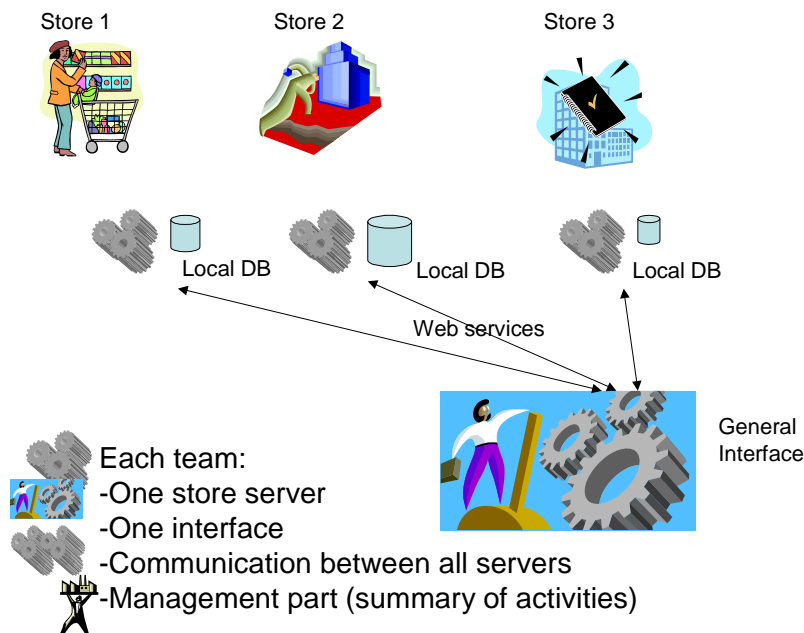 Store 1
Store 2
Store 3
Local DB
Local DB
Local DB
Web services
General
Interface
Each team:
-One store server
-One interface
-Communication between all servers
-Management part (summary of activities)